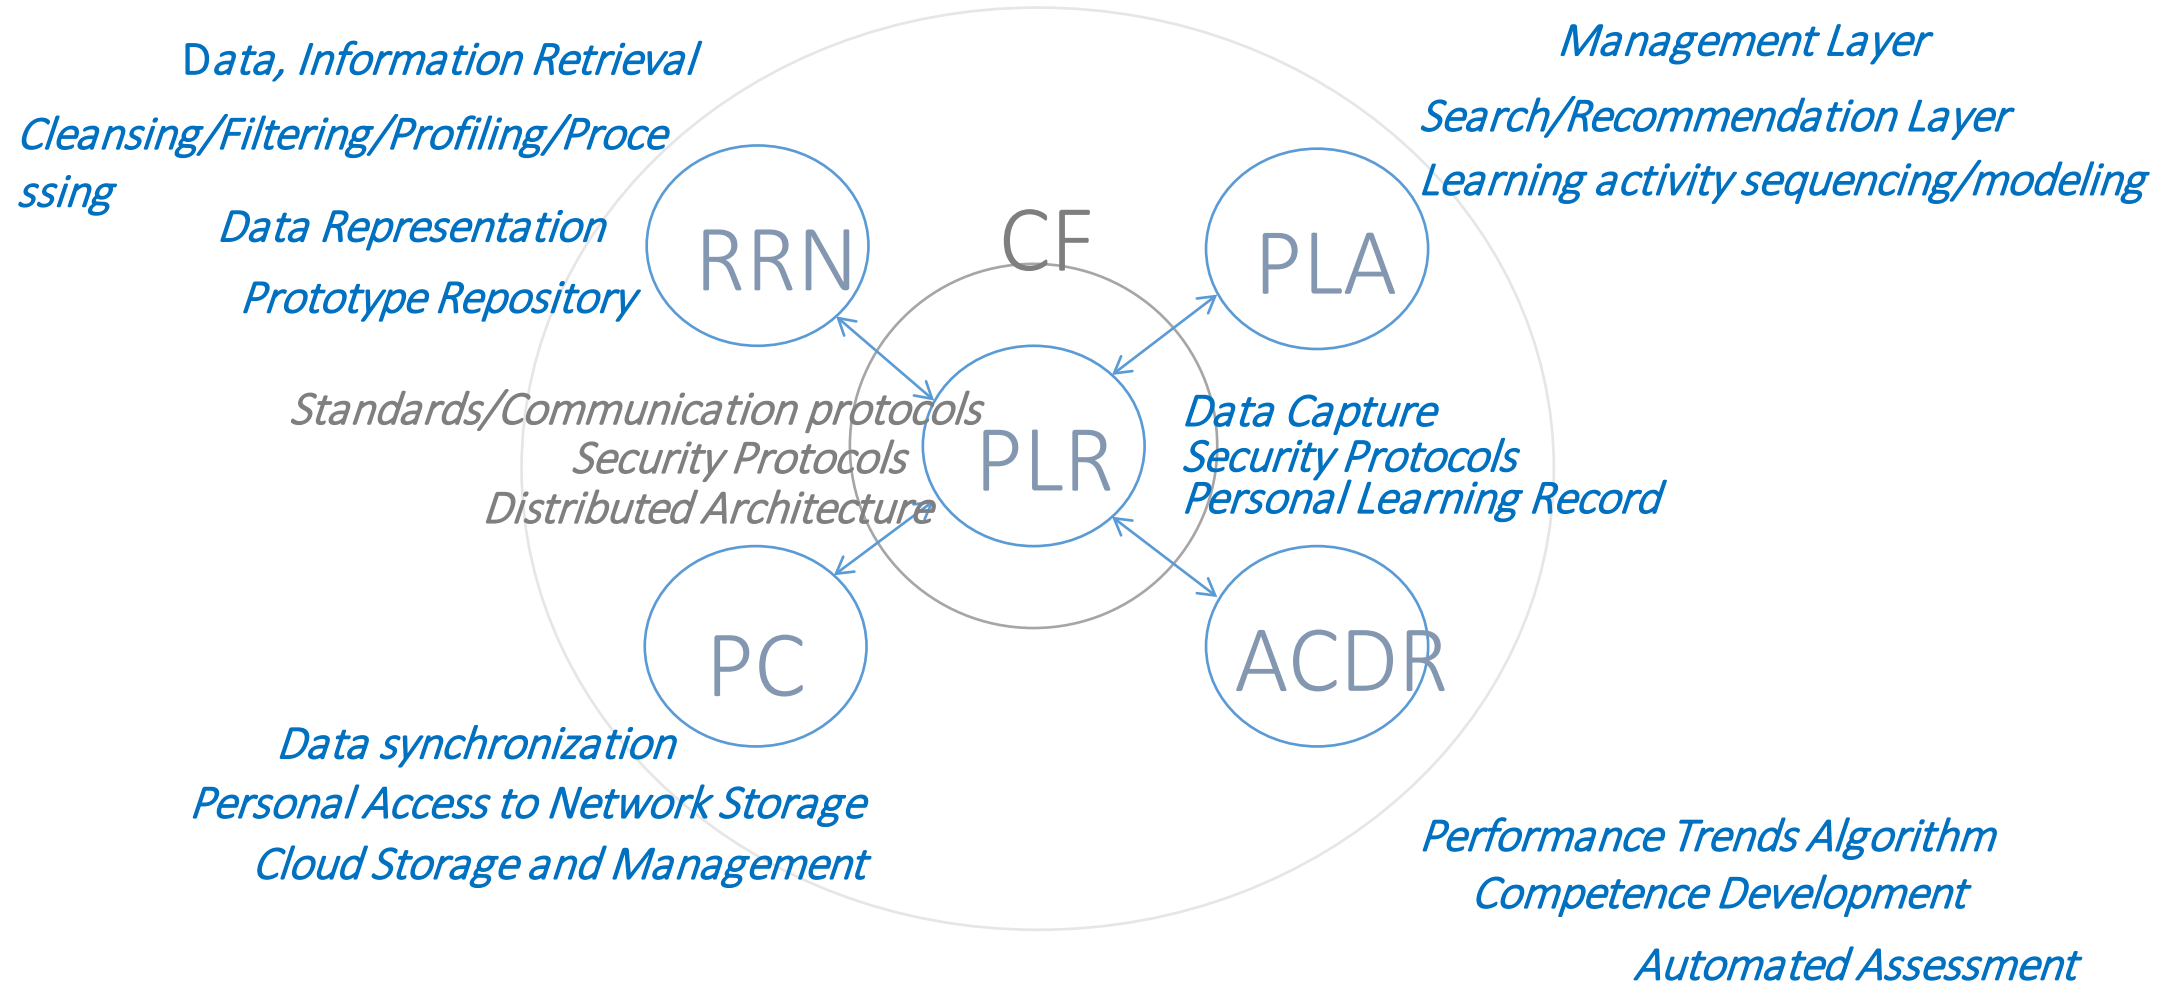 Data, Information Retrieval
Cleansing/Filtering/Profiling/Proce
ssing
Data Representation
Prototype Repository
RRN
Management Layer
Search/Recommendation Layer
Learning activity sequencing/modeling
PLA
CF
Standards/Communication protocols
Security Protocols
Distributed Architecture
PLR
Data Capture
Security Protocols
Personal Learning Record
PC
Data synchronization
Personal Access to Network Storage
Cloud Storage and Management
ACDR
Performance Trends Algorithm
Competence Development
Automated Assessment